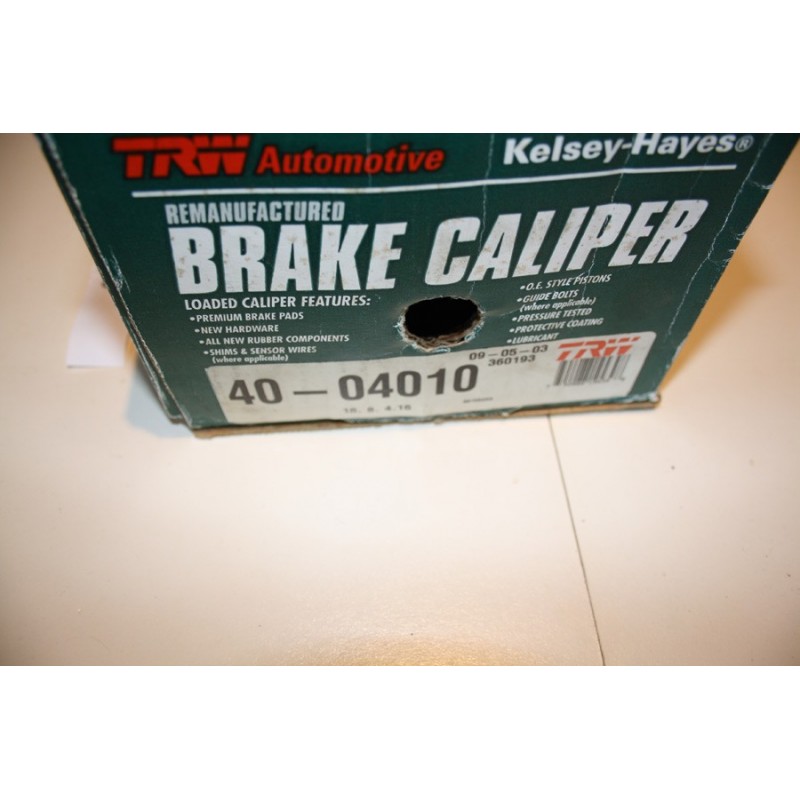 TRW Automotive
Kelsey-Hayes®
REMANUFACTURED
BRAKE CALIPER
LOADED CALIPER FEATURES:
•PREMIUM BRAKE PADS
•NEW HARDWARE
•ALL NEW RUBBER COMPONENTS
•SHIMS & SENSOR WIRES
(where applicable)
•O.E. STYLE PISTONS
•GUIDE BOLTS
(where applicable)
•PRESSURE TESTED
•PROTECTIVE COATING
•LUBRICANT
40-04010
09-05-03
360193
TRW